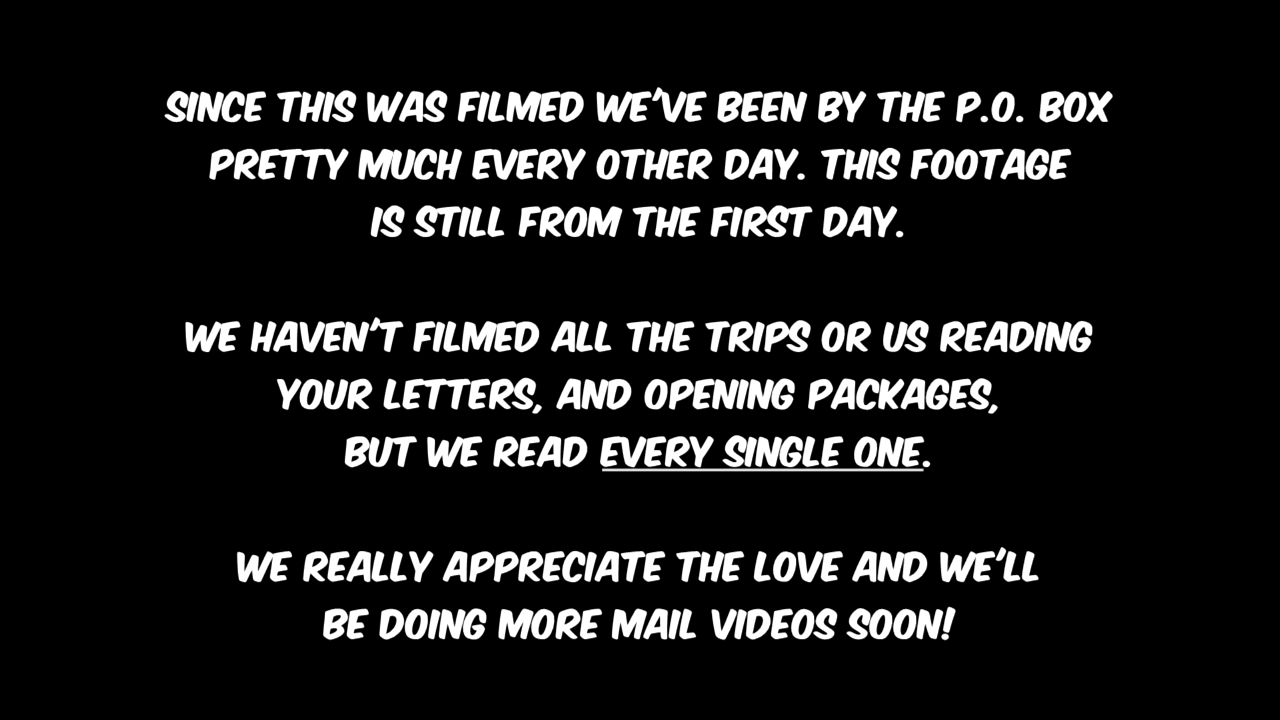 SINCE THIS WAS FILMED WE'VE BEEN BY THE P.O. BOX
PRETTY MUCH EVERY OTHER DAY. THIS FOOTAGE
IS STILL FROM THE FIRST DAY.
WE HAVEN'T FILMED ALL THE TRIPS OR US READING
YOUR LETTERS, AND OPENING PACKAGES,
BUT WE READ EVERY SINGLE ONE.
WE REALLY APPRECIATE THE LOVE AND WE'LL
BE DOING MORE MAIL VIDEOS SOON!